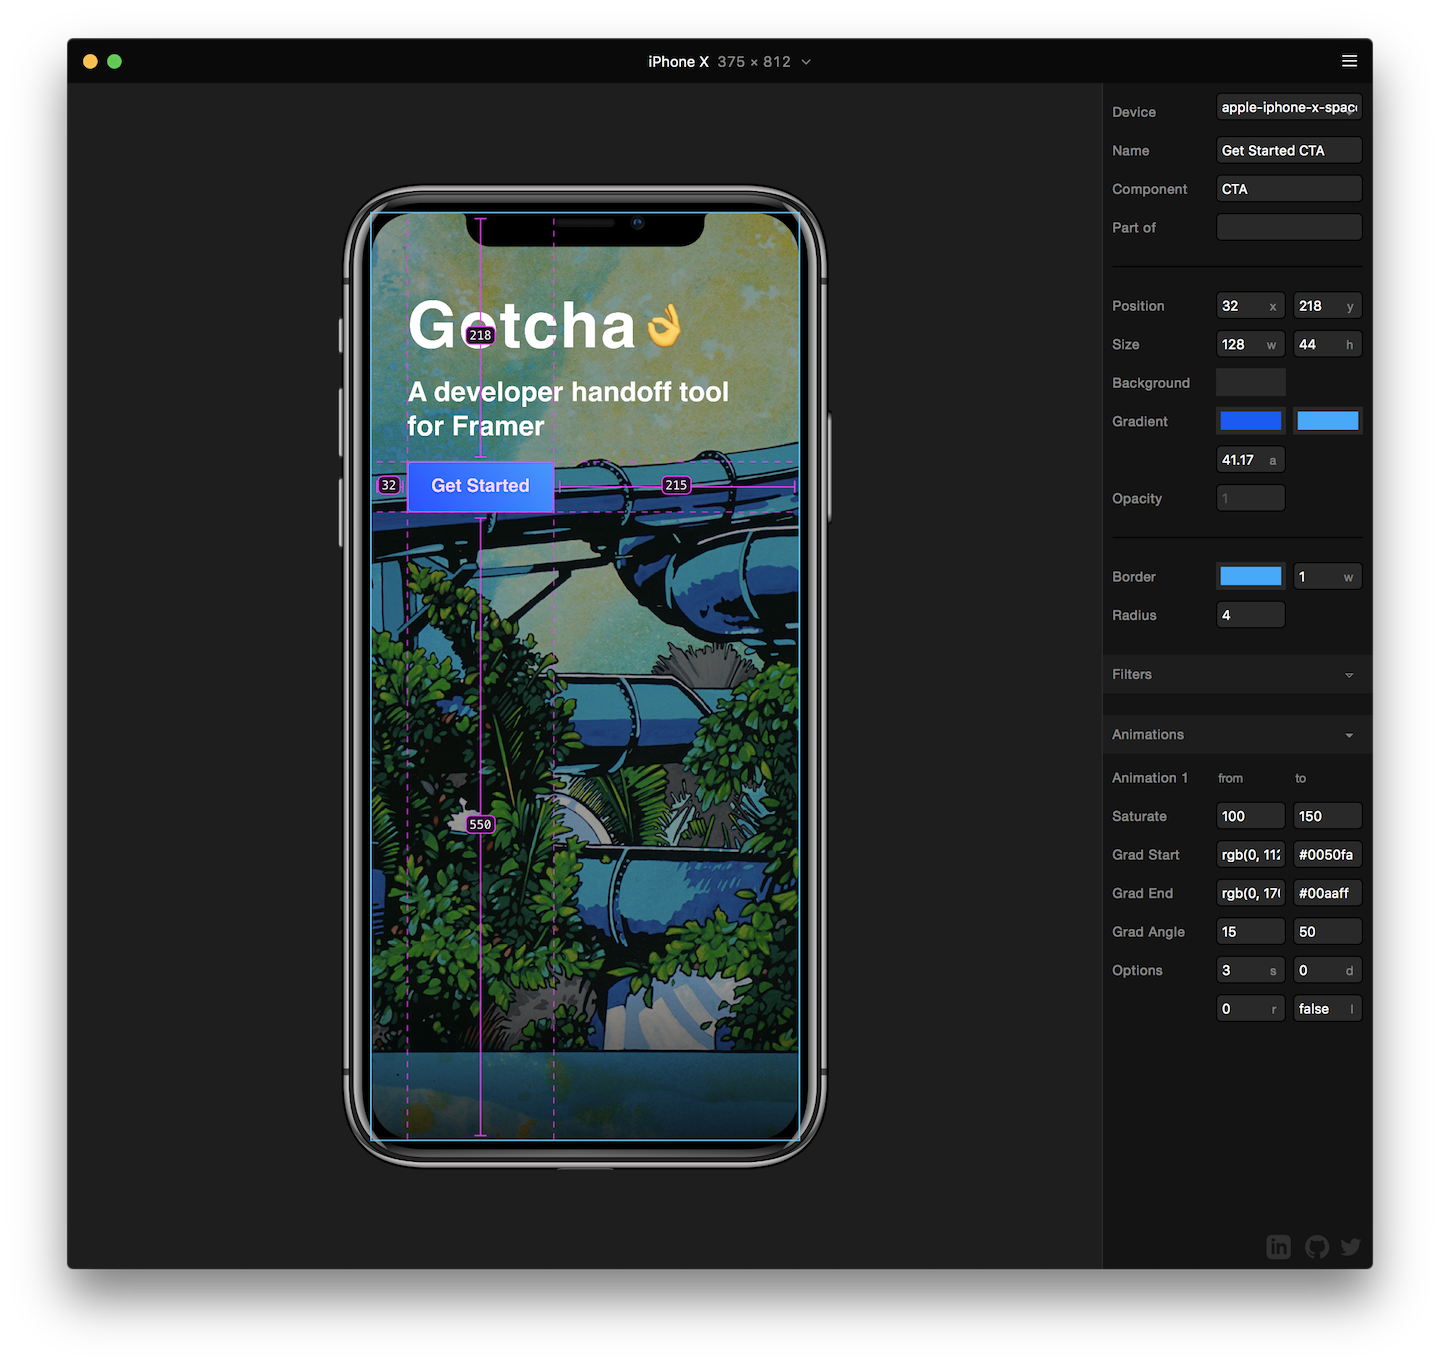 iPhone X 375 × 812
Gotcha👌
218
A developer handoff tool
for Framer
32
Get Started
215
550
Device apple-iphone-x-spac
Name Get Started CTA
Component CTA
Part of
Position 32 x 218 y
Size 128 w 44 h
Background
Gradient
41.17 a
Opacity 1
Border 1 w
Radius 4
Filters
Animations
Animation 1 from to
Saturate 100 150
Grad Start rgb(0, 112 #0050fa
Grad End rgb(0, 170 #00aaff
Grad Angle 15 50
Options 3 s 0 d
0 r false l
in